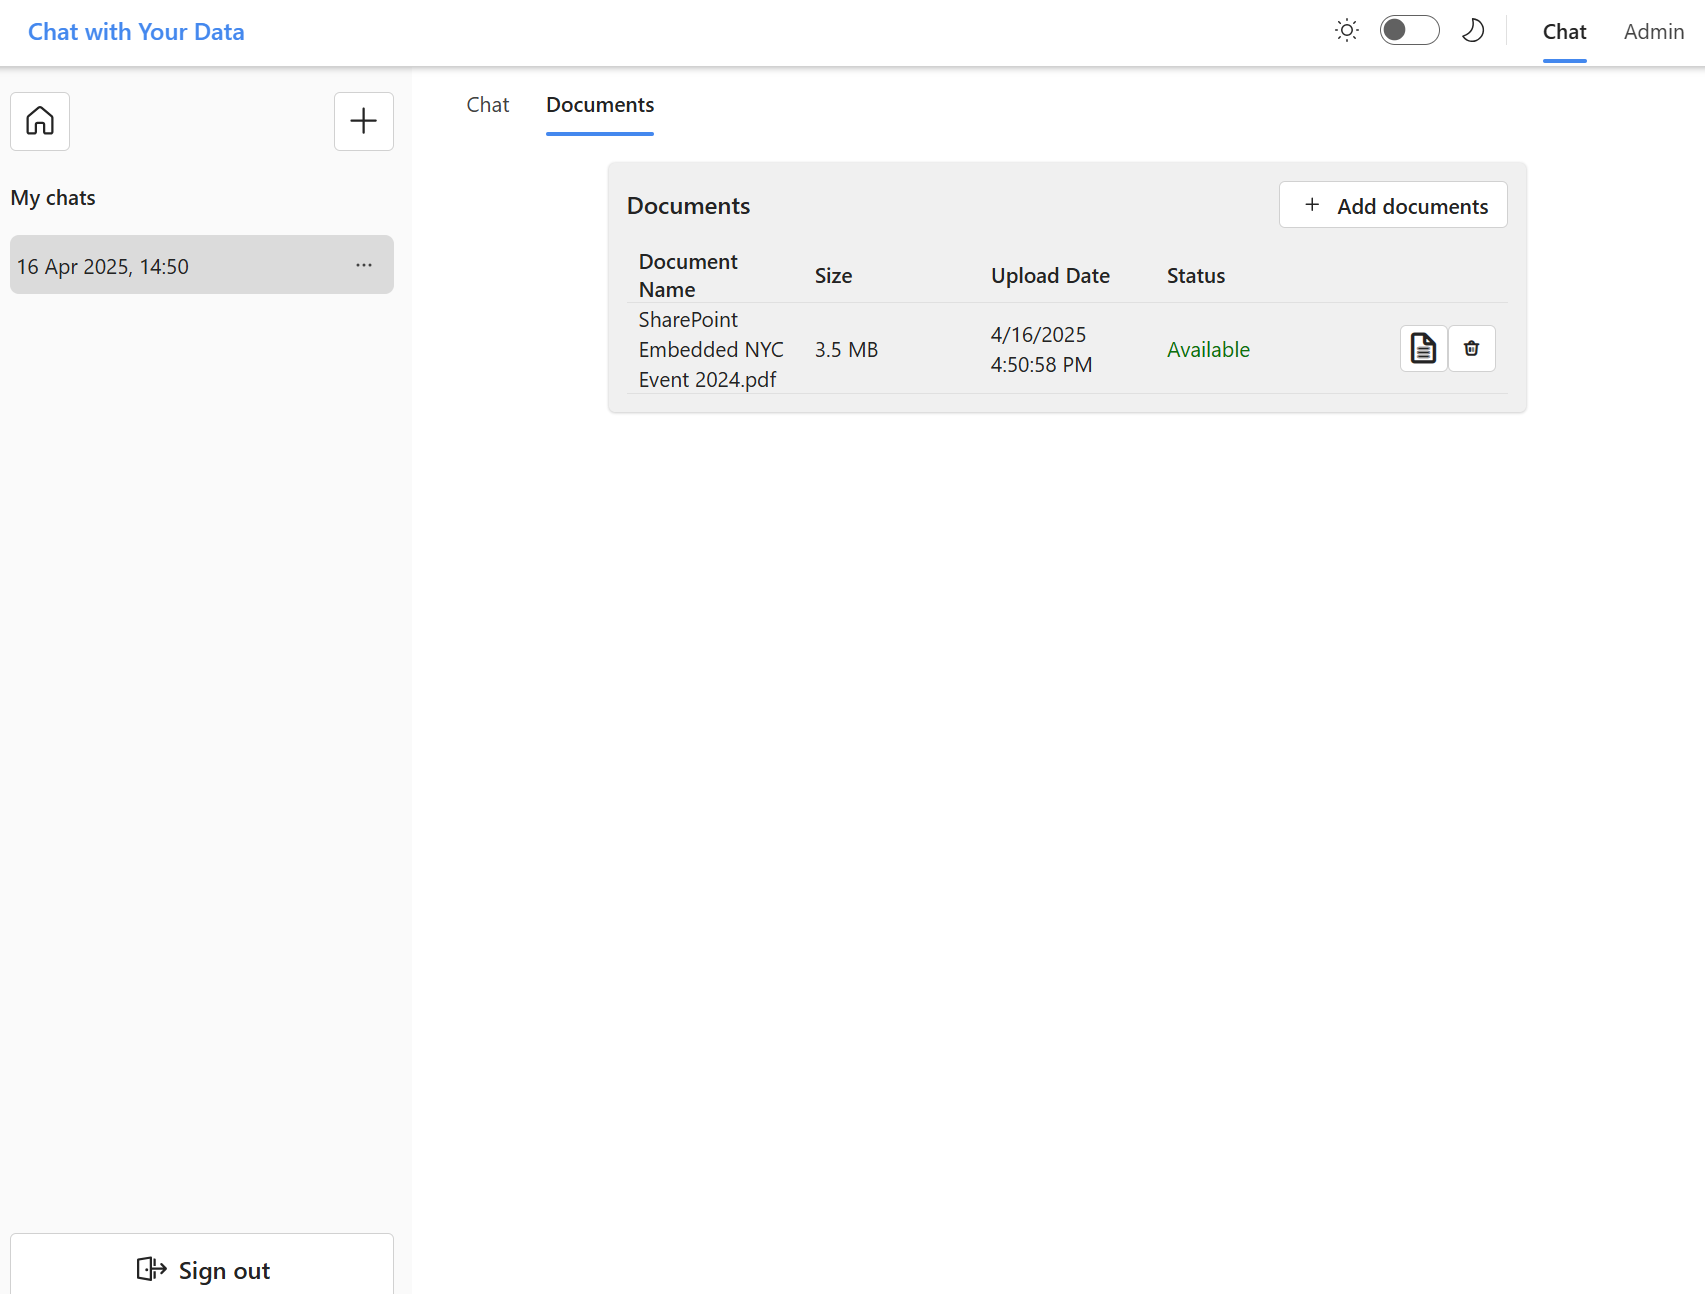 Chat with Your Data
Chat
Admin
My chats
16 Apr 2025, 14:50
Sign out
Chat
Documents
Documents
Add documents
Document
Name
Size
Upload Date
Status
SharePoint
Embedded NYC
Event 2024.pdf
3.5 MB
4/16/2025
4:50:58 PM
Available